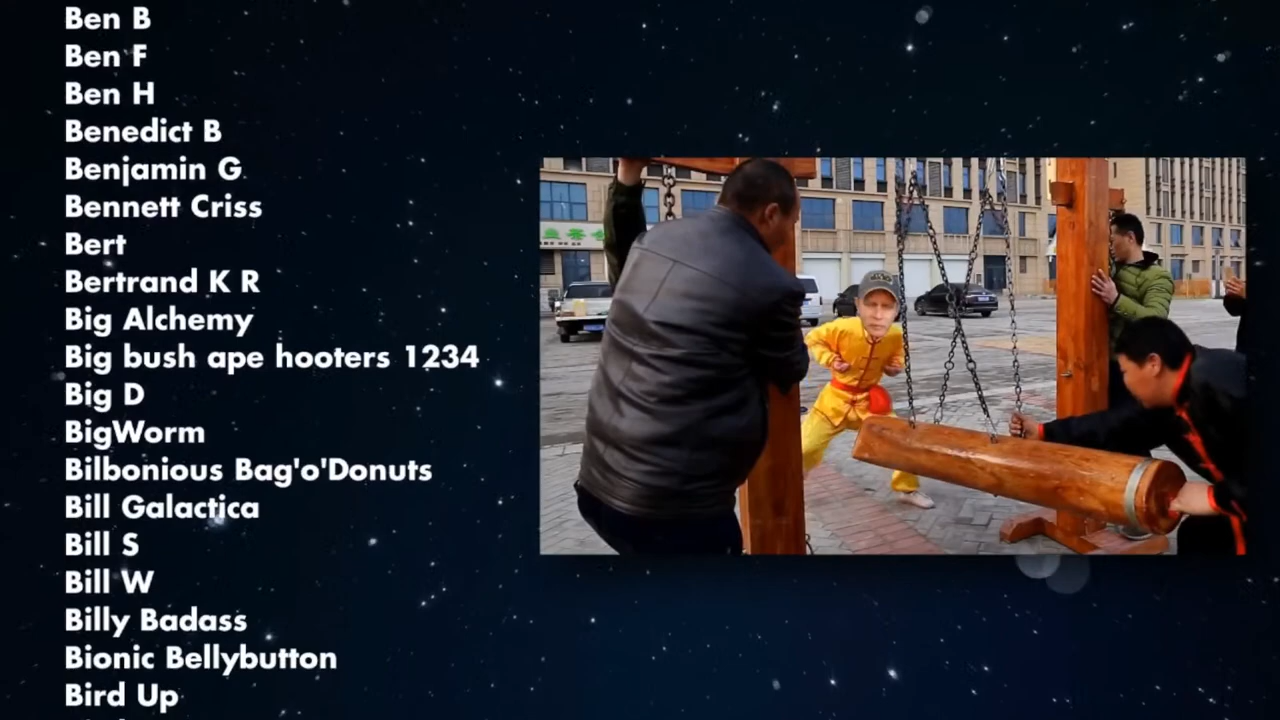 Ben B
Ben F
Ben H
Benedict B
Benjamin G
Bennett Criss
Bert
Bertrand K R
Big Alchemy
Big bush ape hooters 1234
Big D
BigWorm
Bilbonious Bag'o'Donuts
Bill Galactica
Bill S
Bill W
Billy Badass
Bionic Bellybutton
Bird Up